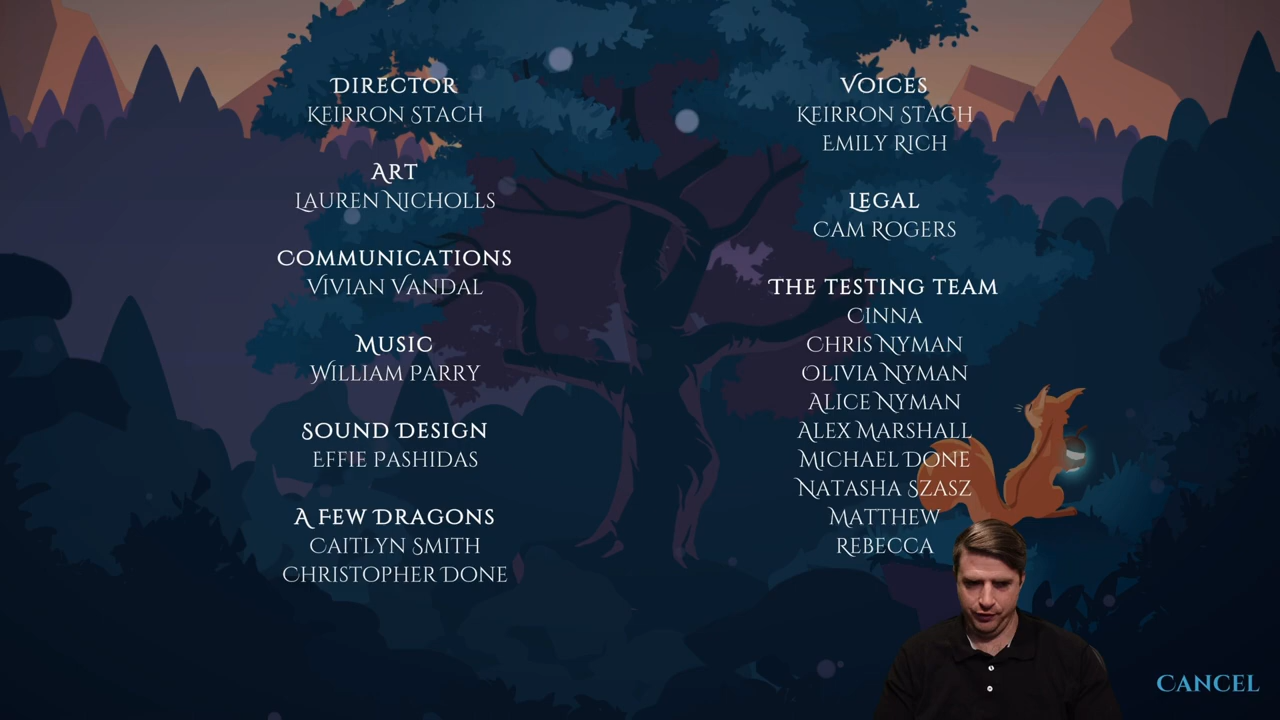 DIRECTOR
KEIRRON STACH
ART
LAUREN NICHOLLS
COMMUNICATIONS
VIVIAN VANDAL
MUSIC
WILLIAM PARRY
SOUND DESIGN
EFFIE PASHIDAS
A FEW DRAGONS
CAITLYN SMITH
CHRISTOPHER DONE
VOICES
KEIRRON STACH
EMILY RICH
LEGAL
CAM ROGERS
THE TESTING TEAM
CINNA
CHRIS NYMAN
OLIVIA NYMAN
ALICE NYMAN
ALEX MARSHALL
MICHAEL DONE
NATASHA SZASZ
MATTHEW
REBECCA
CANCEL